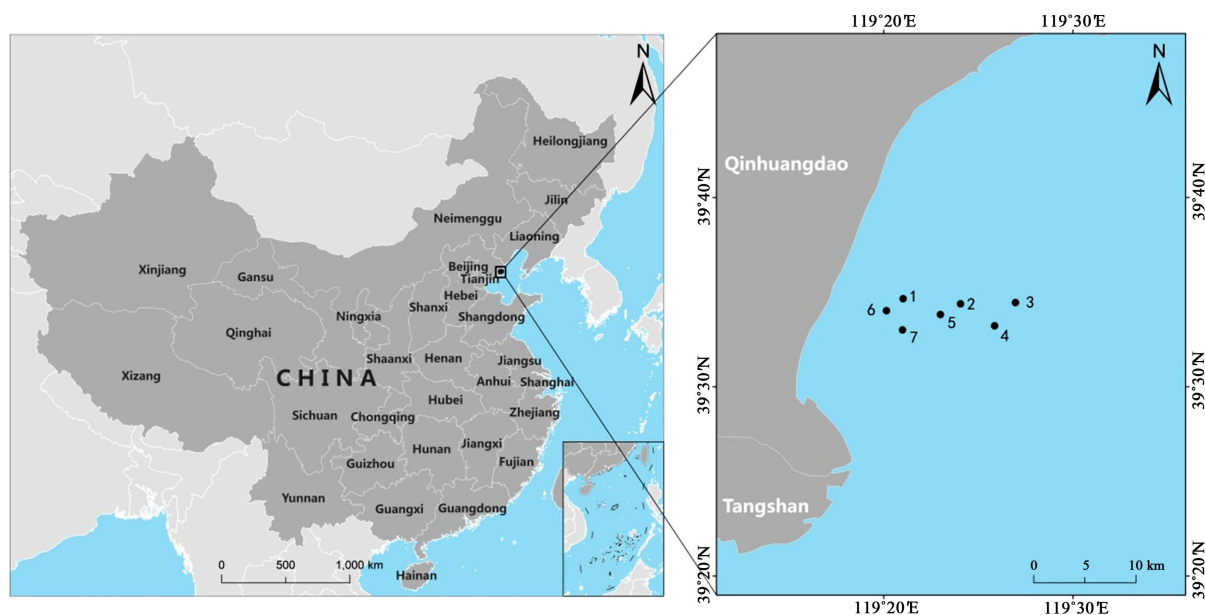 N
Heilongjiang
Jilin
Neimenggu
Liaoning
Beijing
Tianjin
Xinjiang
Gansu
Hebei
Shanxi
Ningxia
Shangdong
Qinghai
Shaanxi
Henan
Jiangsu
Xizang
CHINA
Anhui
Shanghai
Hubei
Sichuan
Chongqing
Zhejiang
Hunan
Jiangxi
Guizhou
Fujian
Yunnan
Guangxi
Guangdong
Hainan
0 500 1,000 km
119°20′E 119°30′E
N
Qinhuangdao
39°40′N 39°40′N
1
2
3
6
5
4
7
39°30′N 39°30′N
Tangshan
39°20′N 39°20′N
0 5 10 km
119°20′E 119°30′E